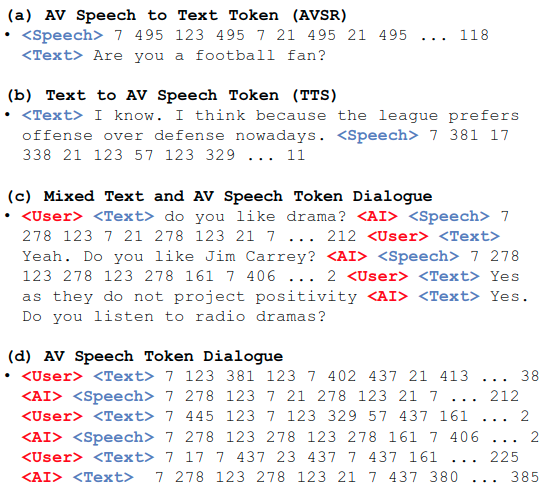 (a) AV Speech to Text Token (AVSR)
• <Speech> 7 495 123 495 7 21 495 21 495 ... 118
<Text> Are you a football fan?
(b) Text to AV Speech Token (TTS)
• <Text> I know. I think because the league prefers
offense over defense nowadays. <Speech> 7 381 17
338 21 123 57 123 329 ... 11
(c) Mixed Text and AV Speech Token Dialogue
• <User> <Text> do you like drama? <AI> <Speech> 7
278 123 7 21 278 123 21 7 ... 212 <User> <Text>
Yeah. Do you like Jim Carrey? <AI> <Speech> 7 278
123 278 123 278 161 7 406 ... 2 <User> <Text> Yes
as they do not project positivity <AI> <Text> Yes.
Do you listen to radio dramas?
(d) AV Speech Token Dialogue
• <User> <Text> 7 123 381 123 7 402 437 21 413 ... 38
<AI> <Speech> 7 278 123 7 21 278 123 21 7 ... 212
<User> <Text> 7 445 123 7 123 329 57 437 161 ... 2
<AI> <Speech> 7 278 123 278 123 278 161 7 406 ... 2
<User> <Text> 7 17 7 437 23 437 7 437 161 ... 225
<AI> <Text> 7 278 123 278 123 21 7 437 380 ... 385